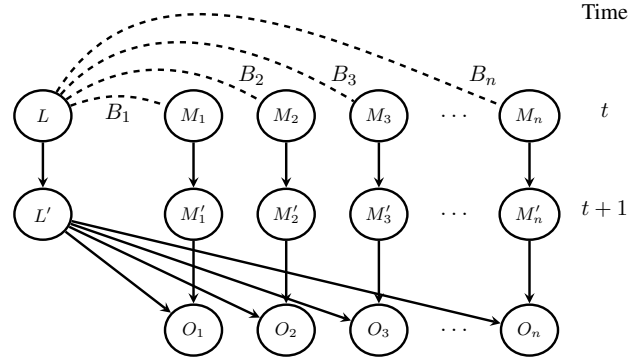 Time
B₁ B₂ B₃ Bₙ
L M₁ M₂ M₃ ⋯ Mₙ t
L′ M′₁ M′₂ M′₃ ⋯ M′ₙ t + 1
O₁ O₂ O₃ ⋯ Oₙ